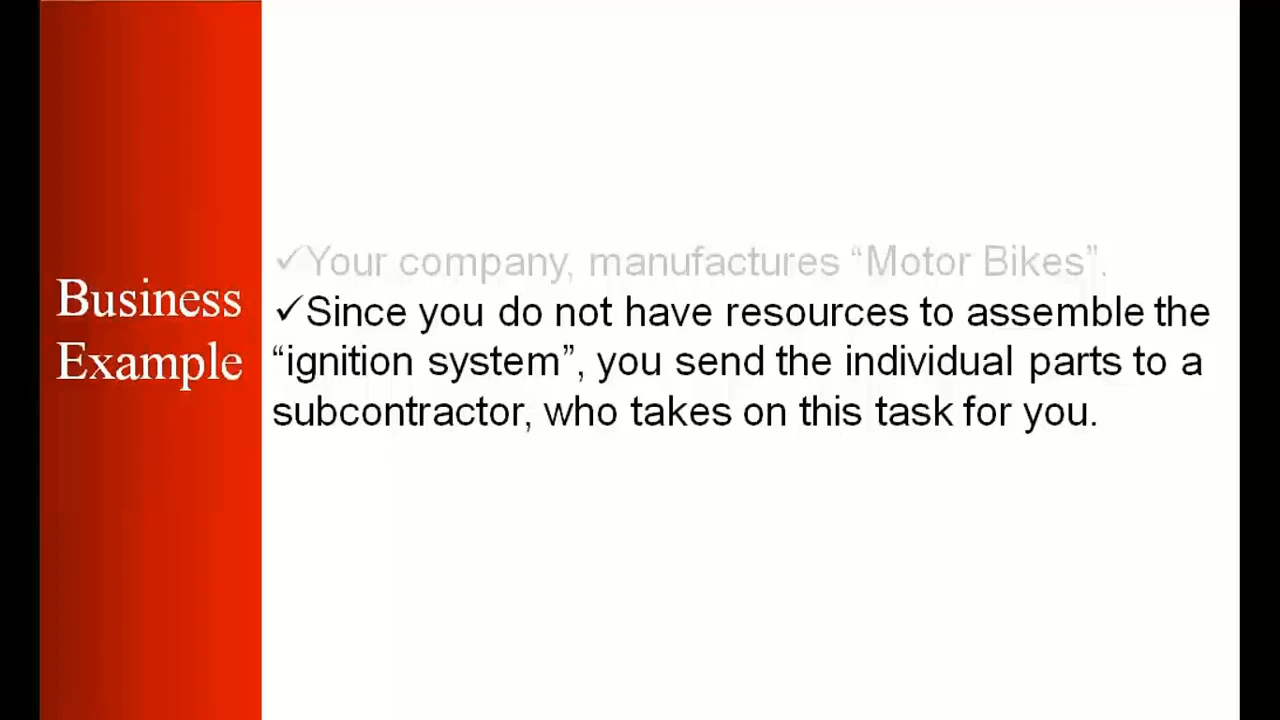 Business
Example
✓Your company, manufactures “Motor Bikes”.
✓Since you do not have resources to assemble the
“ignition system”, you send the individual parts to a
subcontractor, who takes on this task for you.